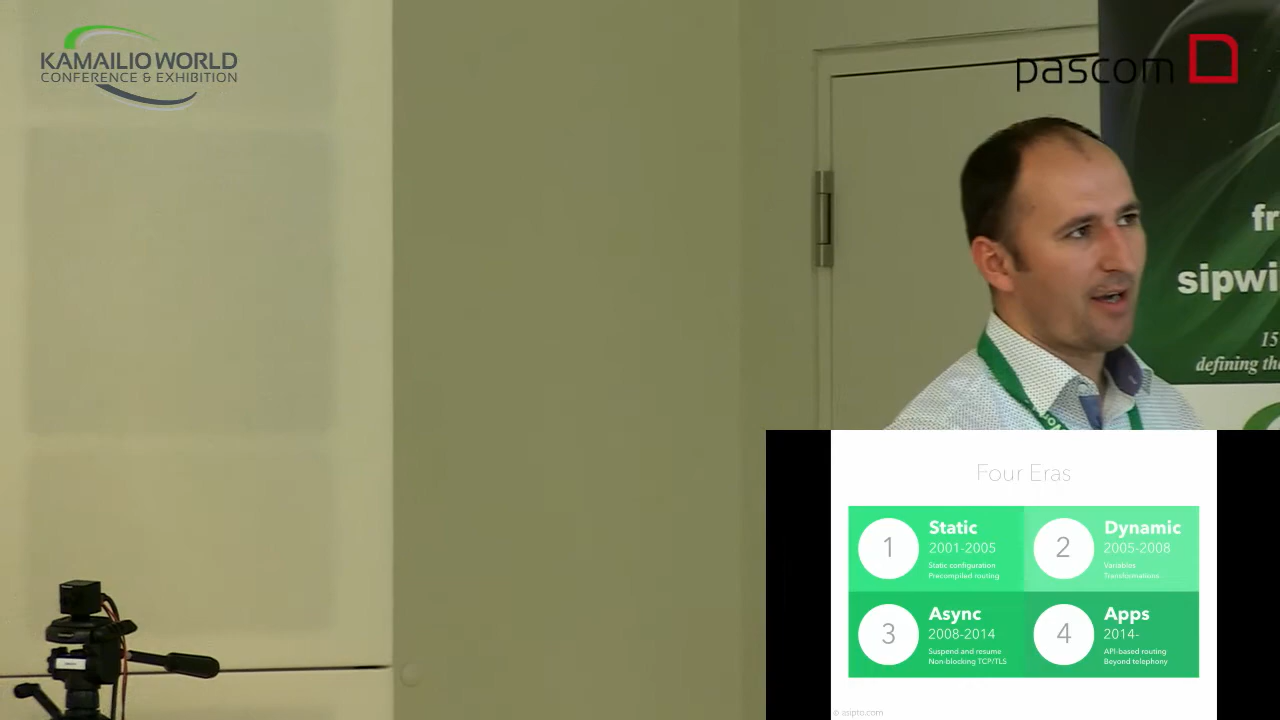 KAMAILIO WORLD
CONFERENCE & EXHIBITION
pascom
fr
sipwi
15
defining th
Four Eras
1
Static
2001-2005
Static configuration
Precompiled routing
2
Dynamic
2005-2008
Variables
Transformations
3
Async
2008-2014
Suspend and resume
Non-blocking TCP/TLS
4
Apps
2014-
API-based routing
Beyond telephony
© asipto.com